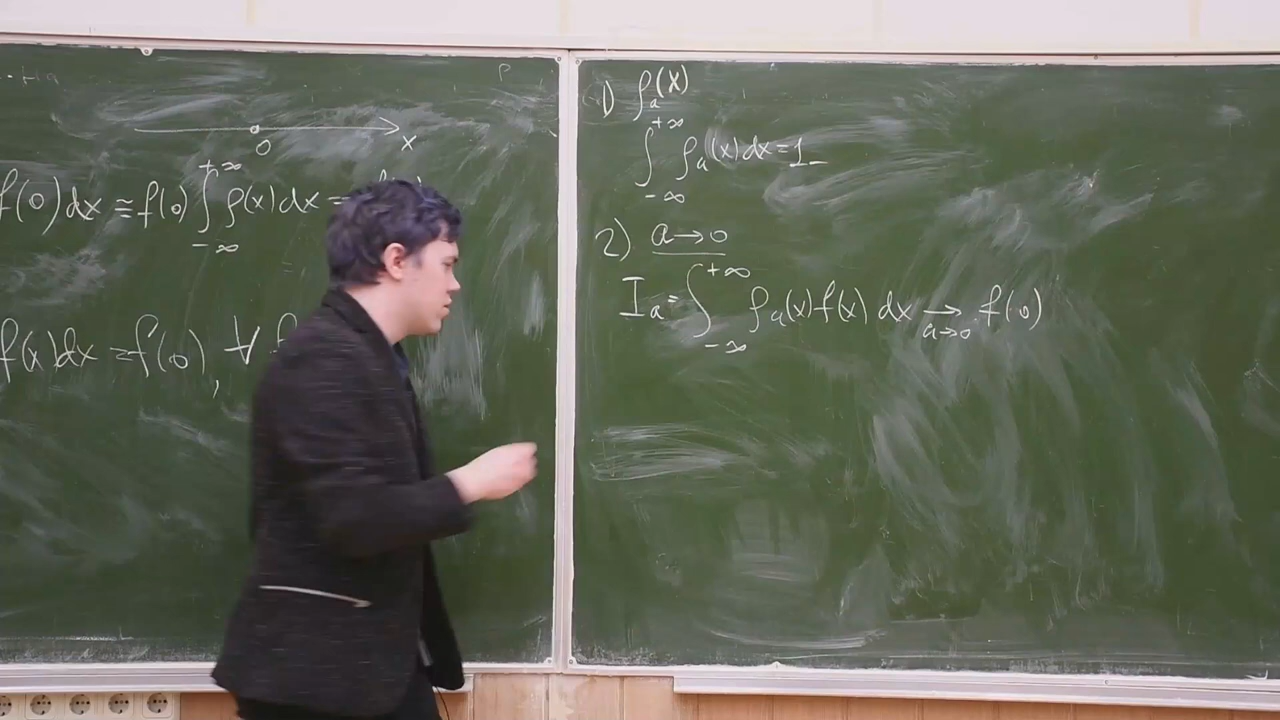 0 x
f(0)dx ≅ f(0) ∫_{-∞}^{+∞} ρ(x)dx =
f(x)dx = f(0), ∀ f
1) ρ_a(x)
∫_{-∞}^{+∞} ρ_a(x)dx = 1
2) a→0
I_a = ∫_{-∞}^{+∞} ρ_a(x)f(x)dx →_{a→0} f(0)